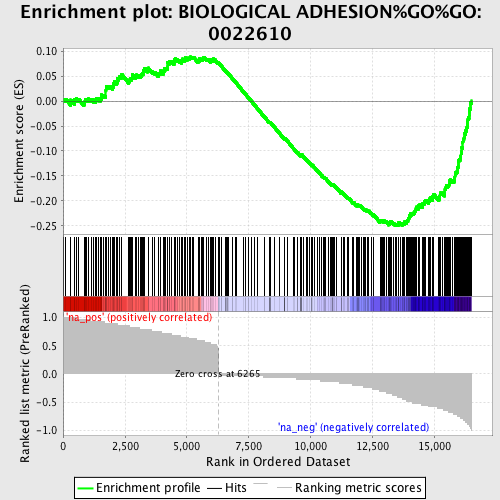 Enrichment plot: BIOLOGICAL ADHESION%GO%GO:
0022610
Enrichment score (ES)
0.10
0.05
0.00
-0.05
-0.10
-0.15
-0.20
-0.25
'na_pos' (positively correlated)
Ranked list metric (PreRanked)
1.0
0.5
0.0
-0.5
-1.0
Zero cross at 6265
'na_neg' (negatively correlated)
0 2,500 5,000 7,500 10,000 12,500 15,000
Rank in Ordered Dataset
Enrichment profile Hits Ranking metric scores